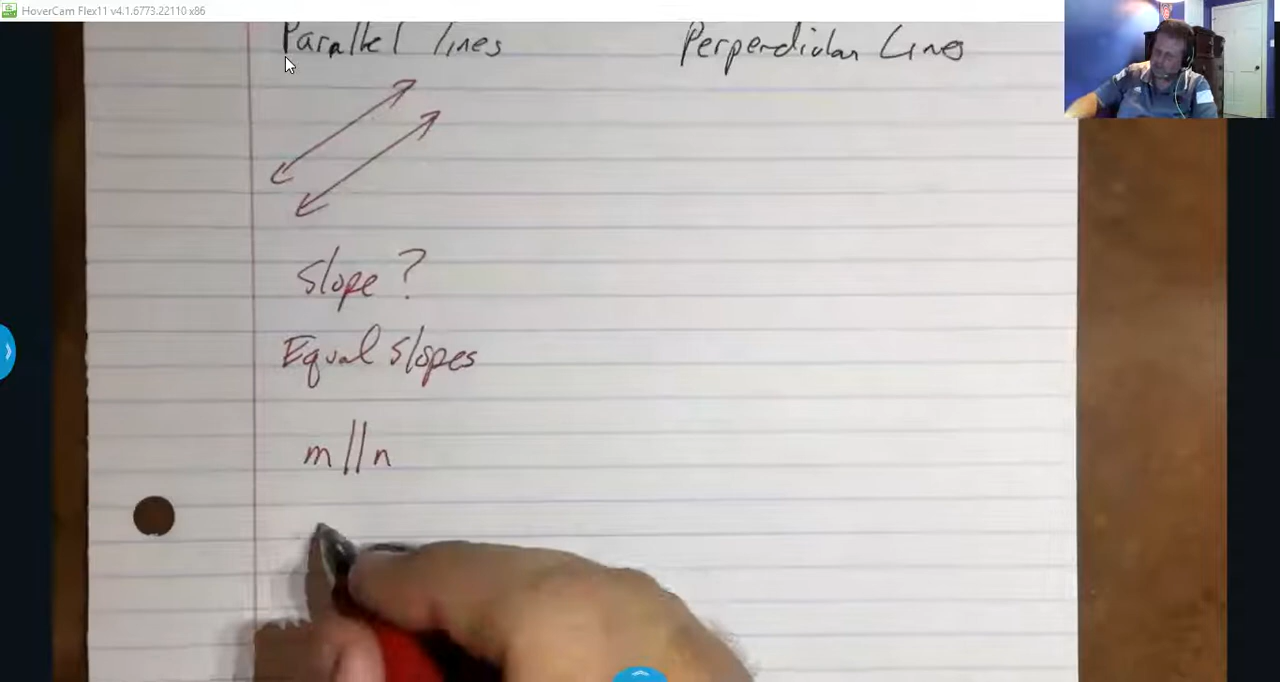 HoverCam Flex11 v4.1.6773.22110 x86
Parallel lines
Perpendicular Lines
Slope?
Equal Slopes
m//n